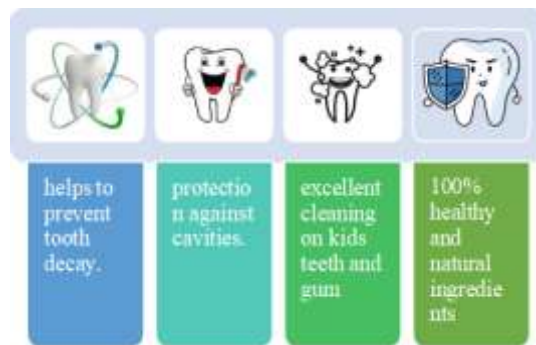 helps to
prevent
tooth
decay.
protectio
n against
cavities.
excellent
cleaning
on kids
teeth and
gum
100%
healthy
and
natural
ingredie
nts